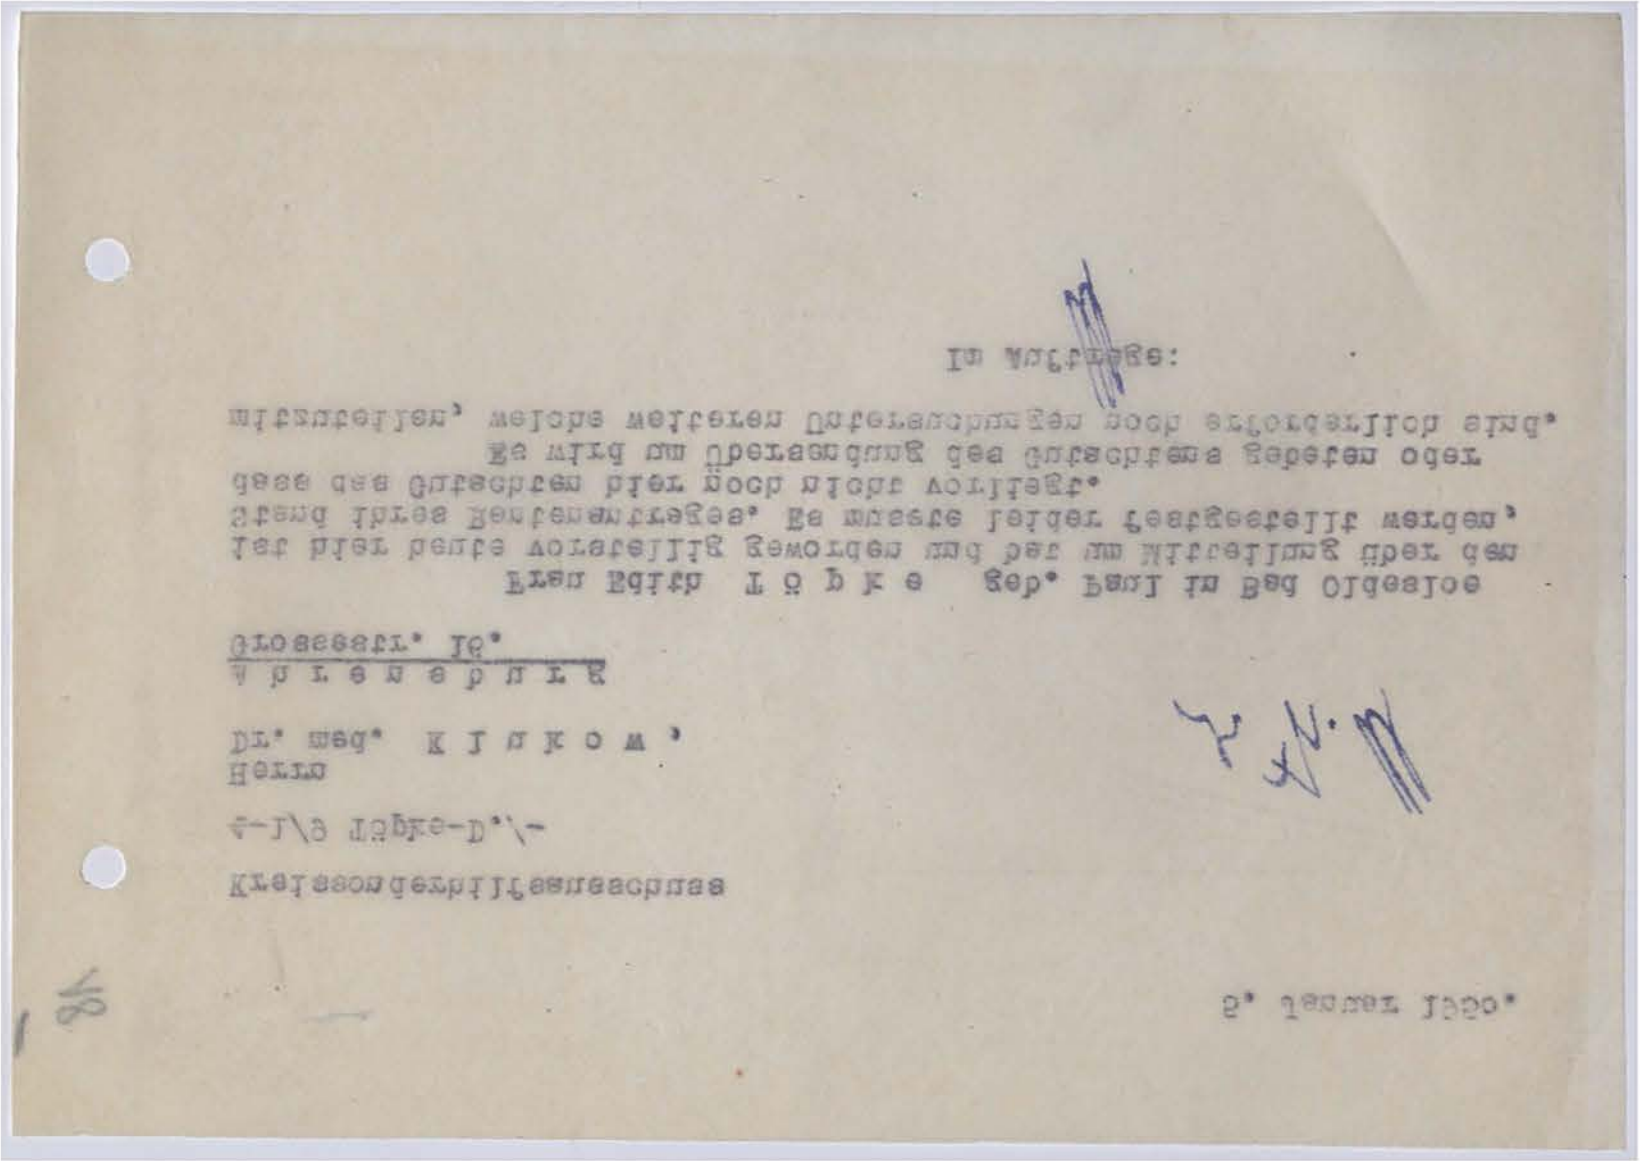 5. Januar 1950.
Kreissonderhilfsausschuss
4-1/9 Töpke-D./-
Herrn
Dr. med. K l u k o w ,
A h r e n s b u r g
Grossestr. 16.
Frau Edith T ö p k e geb. Paul in Bad Oldesloe
ist hier heute vorstellig geworden und bat um Mitteilung über den
Stand ihres Rentenantrages. Es musste leider festgestellt werden,
dass das Gutachten hier noch nicht vorliegt.
Es wird um Übersendung des Gutachtens gebeten oder
mitzuteilen, welche weiteren Untersuchungen noch erforderlich sind.
Im Auftrage: